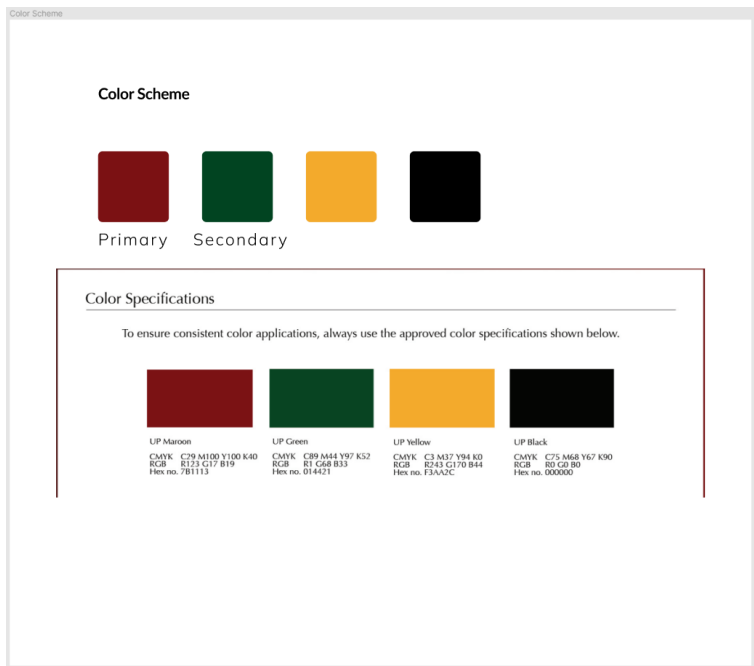 Color Scheme
Color Scheme
Primary
Secondary
Color Specifications
To ensure consistent color applications, always use the approved color specifications shown below.
UP Maroon
CMYK C29 M100 Y100 K40
RGB R123 G17 B19
Hex no. 7B1113
UP Green
CMYK C89 M44 Y97 K52
RGB R1 G68 B33
Hex no. 014421
UP Yellow
CMYK C3 M37 Y94 K0
RGB R243 G170 B44
Hex no. F3AA2C
UP Black
CMYK C75 M68 Y67 K90
RGB R0 G0 B0
Hex no. 000000